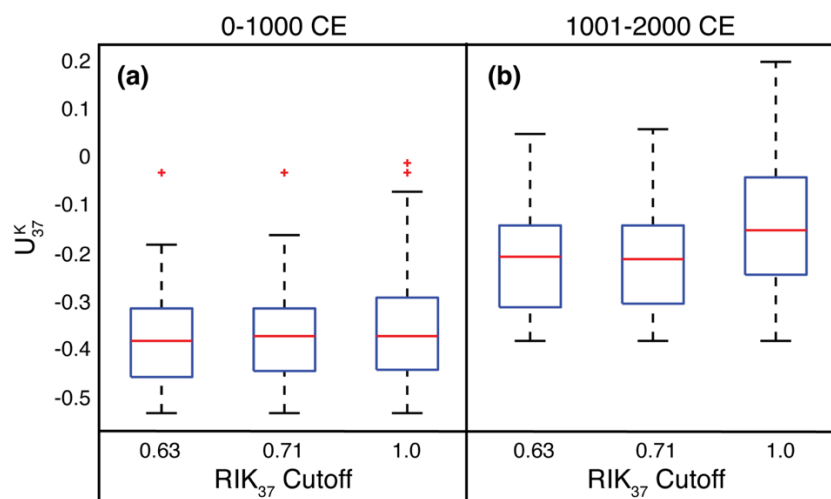 0-1000 CE
1001-2000 CE
(a)
(b)
0.2
0.1
0
-0.1
-0.2
-0.3
-0.4
-0.5
U₃₇ᴷ
0.63 0.71 1.0
0.63 0.71 1.0
RIK₃₇ Cutoff
RIK₃₇ Cutoff